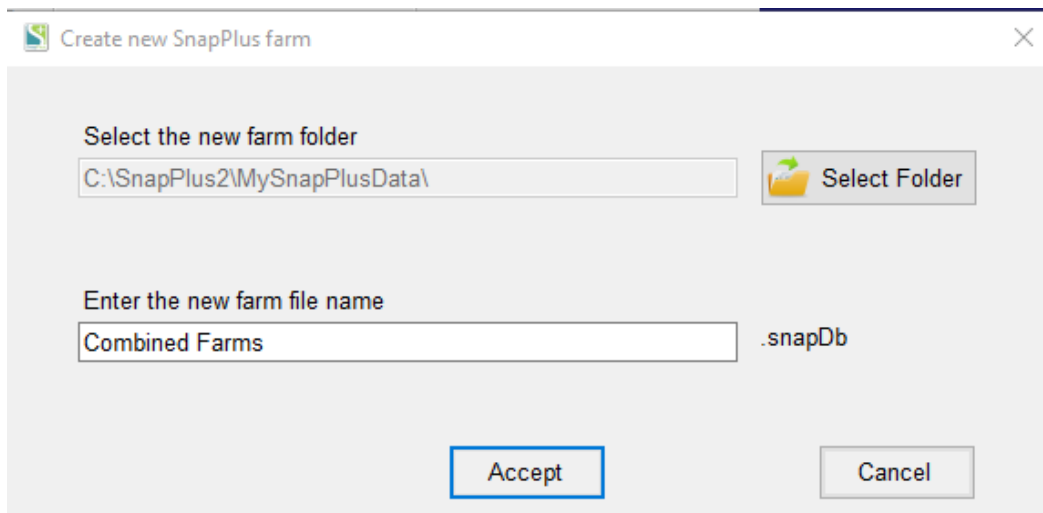 Create new SnapPlus farm
Select the new farm folder
C:\SnapPlus2\MySnapPlusData\
Select Folder
Enter the new farm file name
Combined Farms
.snapDb
Accept
Cancel